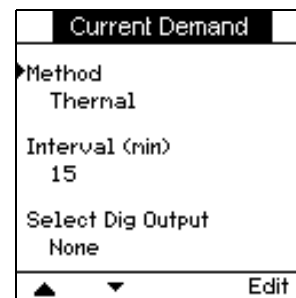 Current Demand
Method
Thermal
Interval (min)
15
Select Dig Output
None
Edit